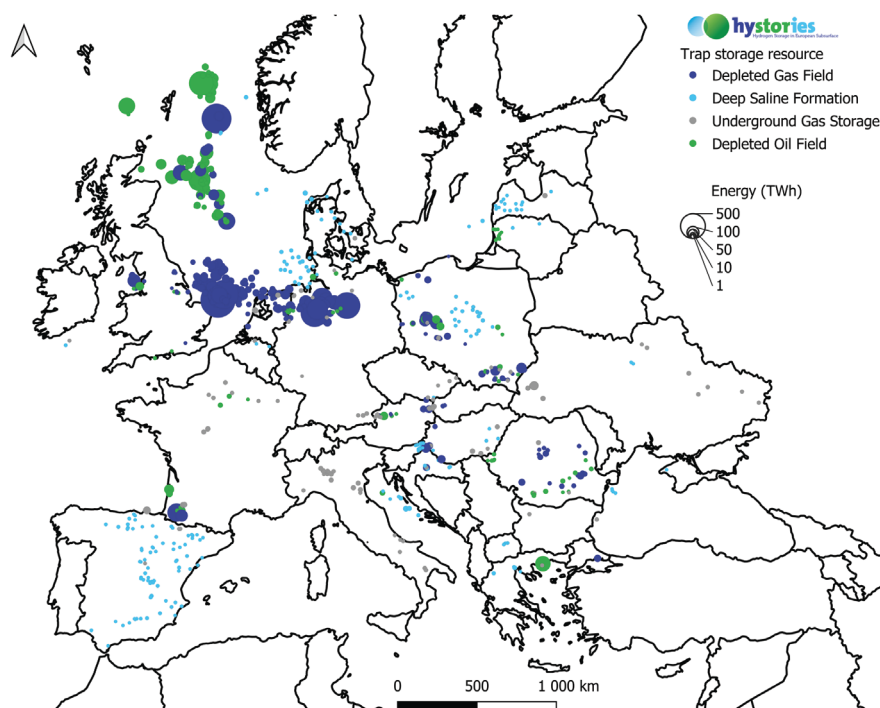 hystories
Hydrogen Storage in European Subsurface
Trap storage resource
Depleted Gas Field
Deep Saline Formation
Underground Gas Storage
Depleted Oil Field
Energy (TWh)
500
100
50
10
1
0 500 1 000 km